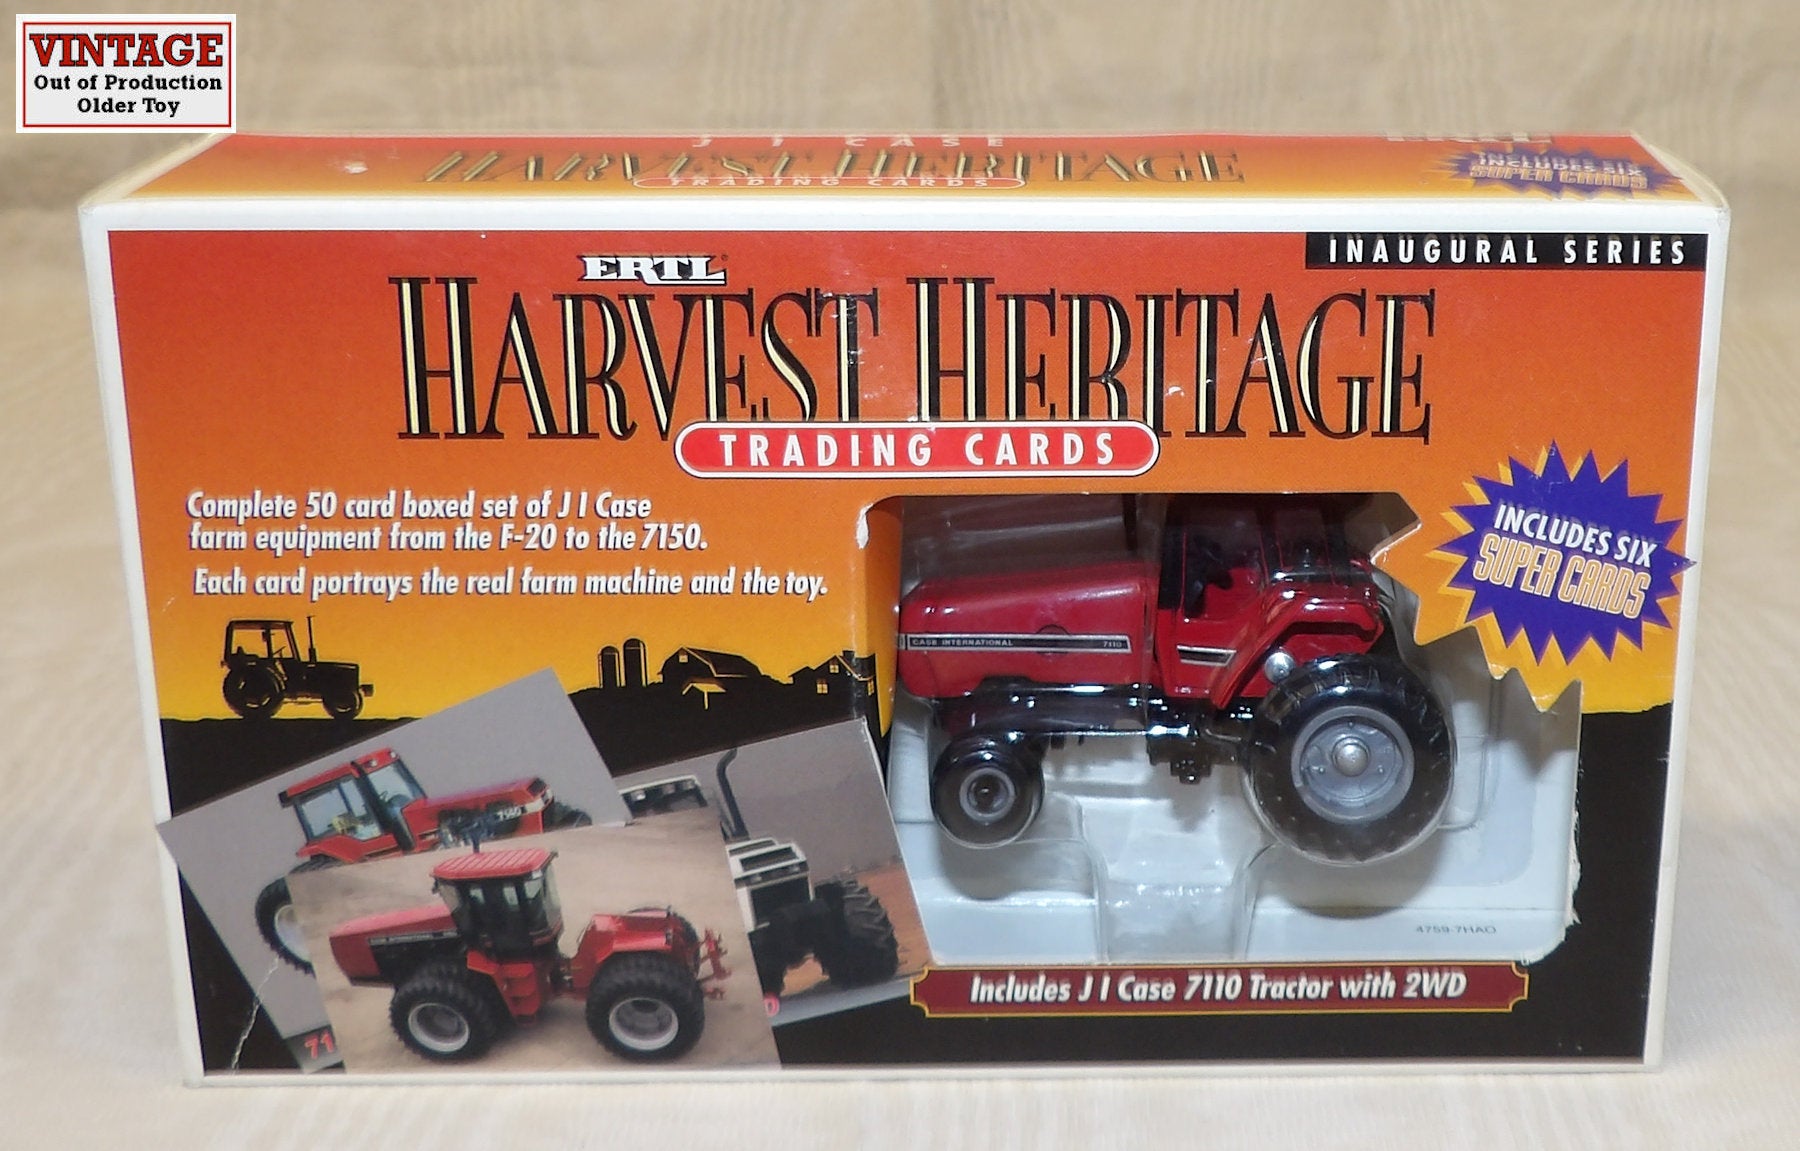 VINTAGE
Out of Production
Older Toy
J I CASE
HARVEST HERITAGE
TRADING CARDS
INCLUDES SIX
SUPER CARDS
INAUGURAL SERIES
ERTL
HARVEST HERITAGE
TRADING CARDS
Complete 50 card boxed set of J I Case
farm equipment from the F-20 to the 7150.
Each card portrays the real farm machine and the toy.
INCLUDES SIX
SUPER CARDS
CASE INTERNATIONAL 7110
71
4759-7HAO
Includes J I Case 7110 Tractor with 2WD